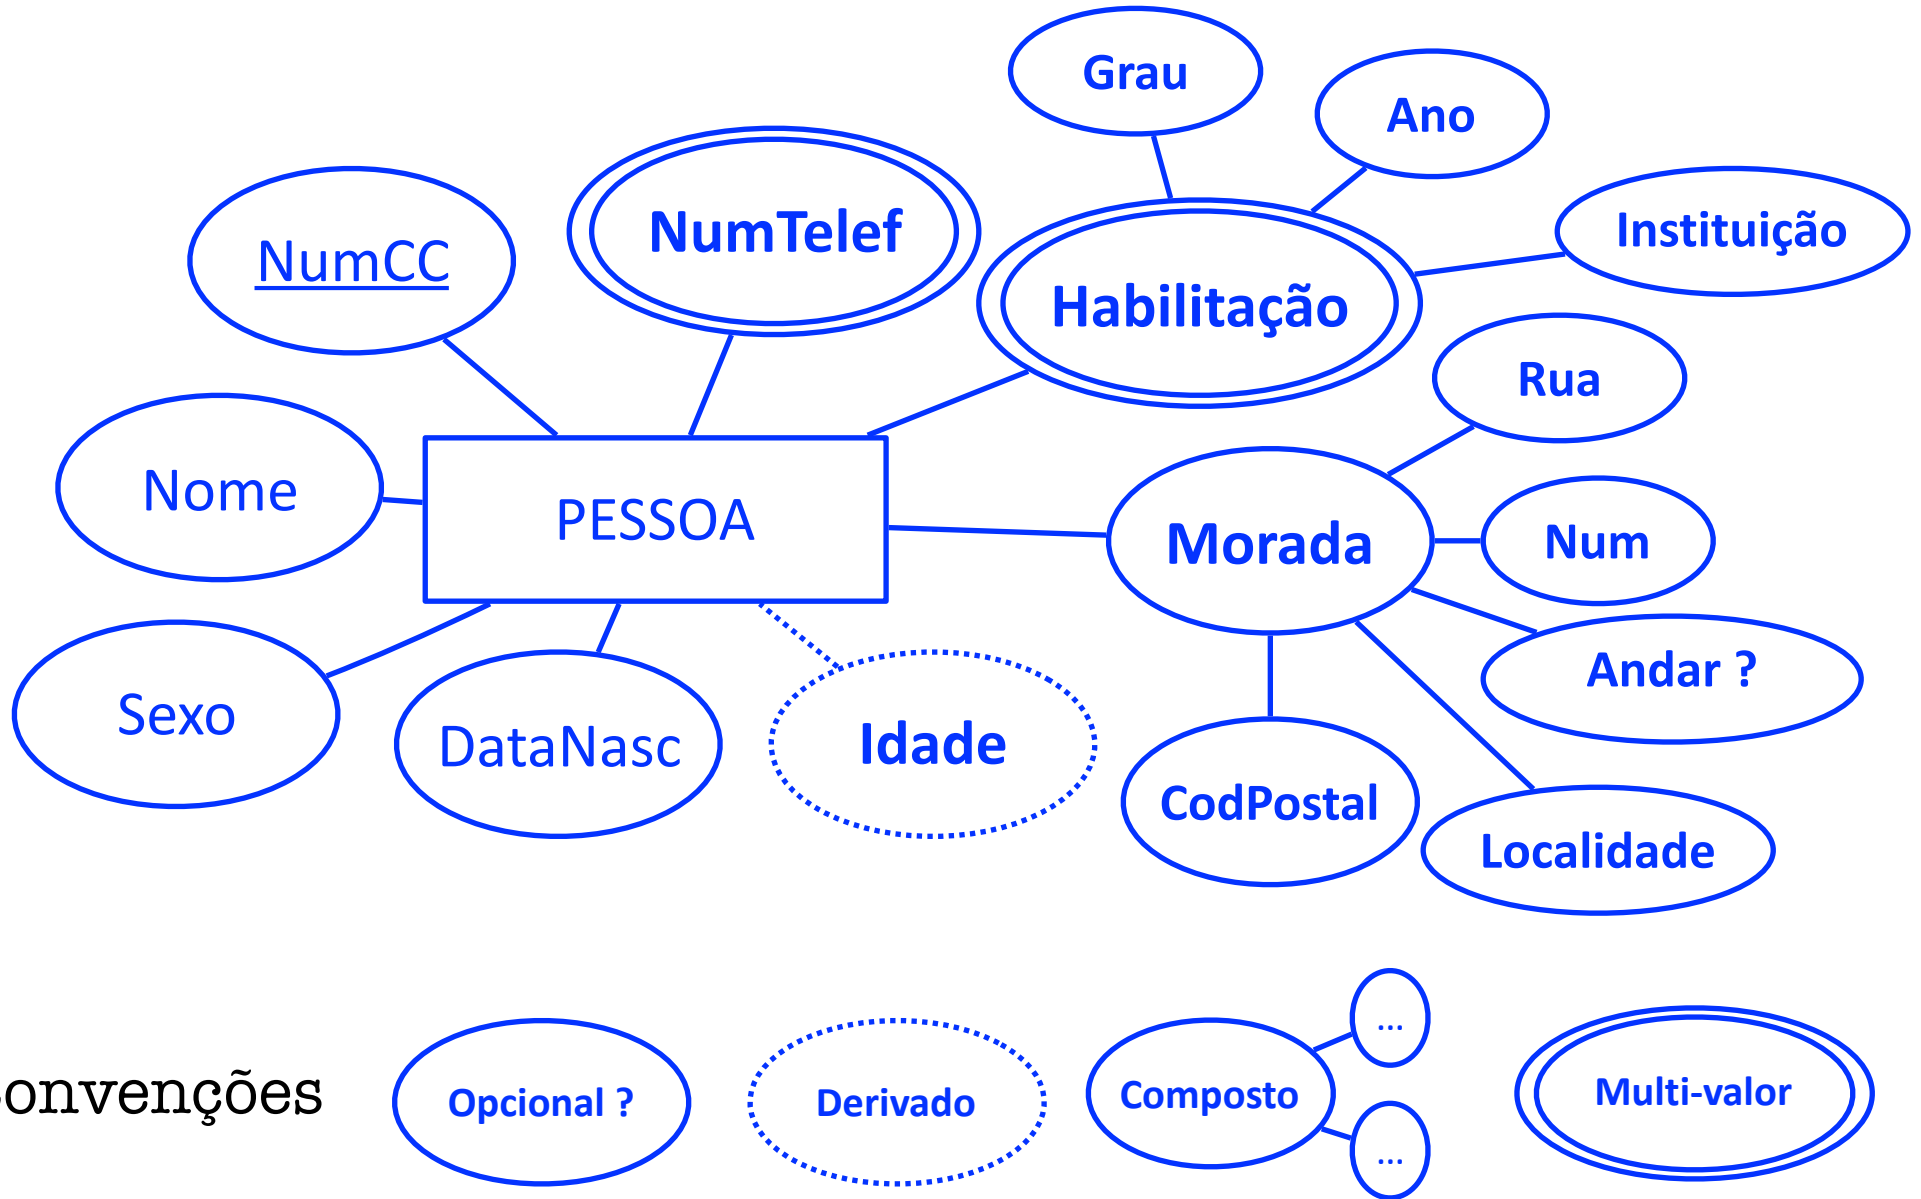 Grau
Ano
Instituição
NumTelef
NumCC
Habilitação
Rua
Nome
PESSOA
Morada
Num
Andar ?
Sexo
DataNasc
Idade
CodPostal
Localidade
onvenções
Opcional ?
Derivado
Composto
...
...
Multi-valor